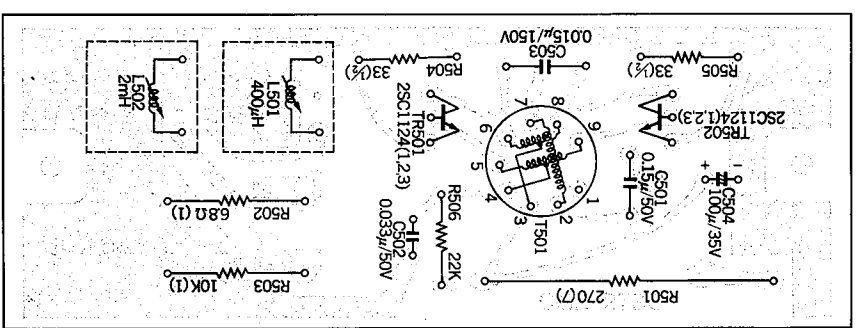 L502
2mH
L501
400μH
33(½)
R504
C503
0.015μ/150V
33(½)
R505
TR501
2SC1124(1,2,3)
TR502
2SC1124(1,2,3)
7
8
6
9
5
4
3
2
1
T501
C501
0.15μ/50V
+ -
C504
100μ/35V
R502
6.8Ω(1)
R506
22K
C502
0.033μ/50V
R503
10K(1)
R501
270(7)